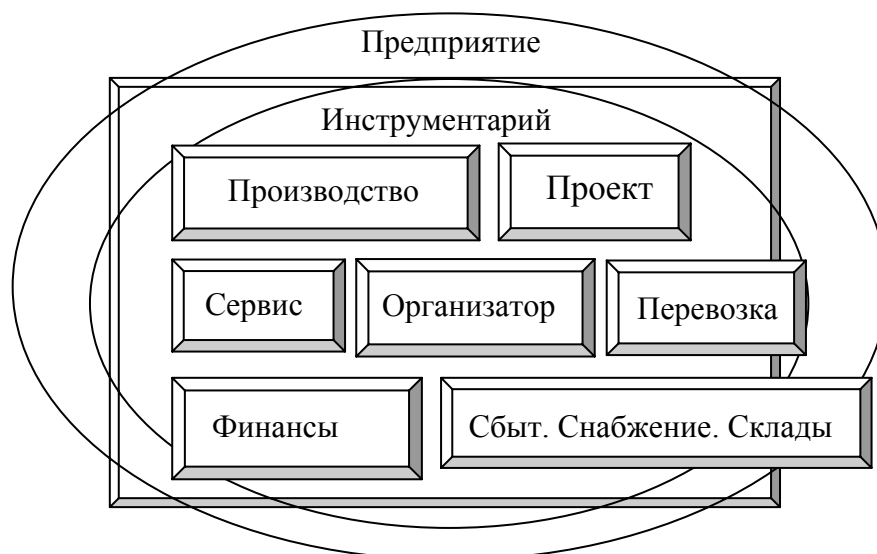 Предприятие
Инструментарий
Производство
Проект
Сервис
Организатор
Перевозка
Финансы
Сбыт. Снабжение. Склады